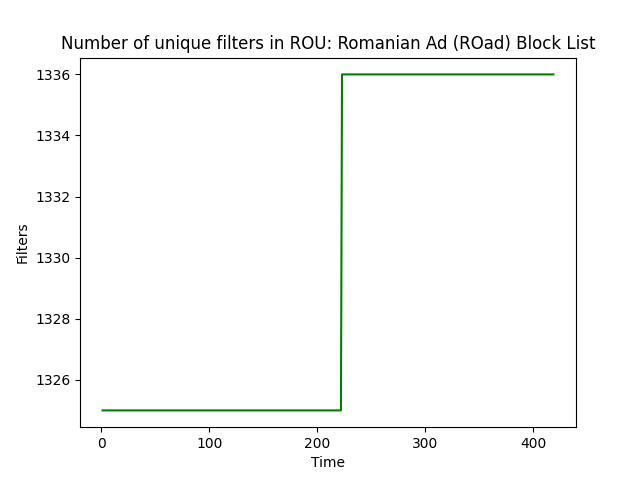 Number of unique filters in ROU: Romanian Ad (ROad) Block List
1336
1334
1332
1330
1328
1326
Filters
0 100 200 300 400
Time